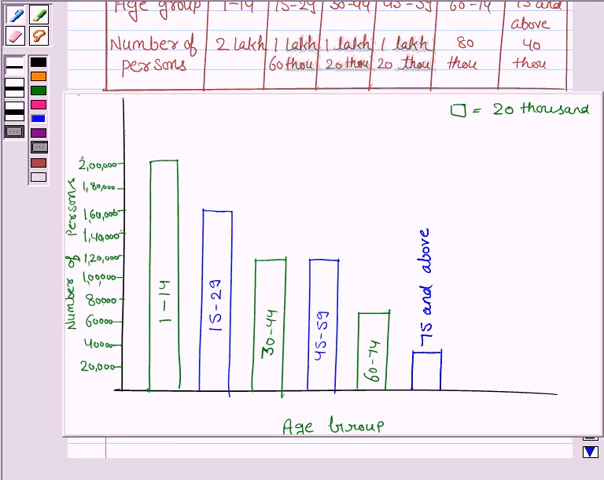 Age group 1-14 15-29 30-44 45-59 60-74 75 and above
Number of persons 2 lakh 1 lakh 60 thou 1 lakh 20 thou 1 lakh 20 thou 80 thou 40 thou
= 20 thousand
Number of Persons
2,00,000
1,80,000
1,60,000
1,40,000
1,20,000
1,00,000
80000
60000
40000
20,000
1-14
15-29
30-44
45-59
60-74
75 and above
Age Group